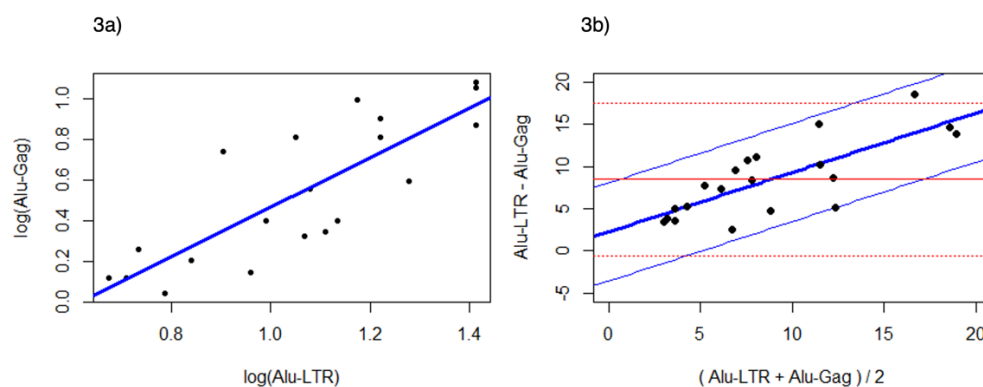 3a)
3b)
log(Alu-Gag)
0.0 0.2 0.4 0.6 0.8 1.0
0.8 1.0 1.2 1.4
log(Alu-LTR)
Alu-LTR - Alu-Gag
-5 0 5 10 15 20
0 5 10 15 20
( Alu-LTR + Alu-Gag ) / 2